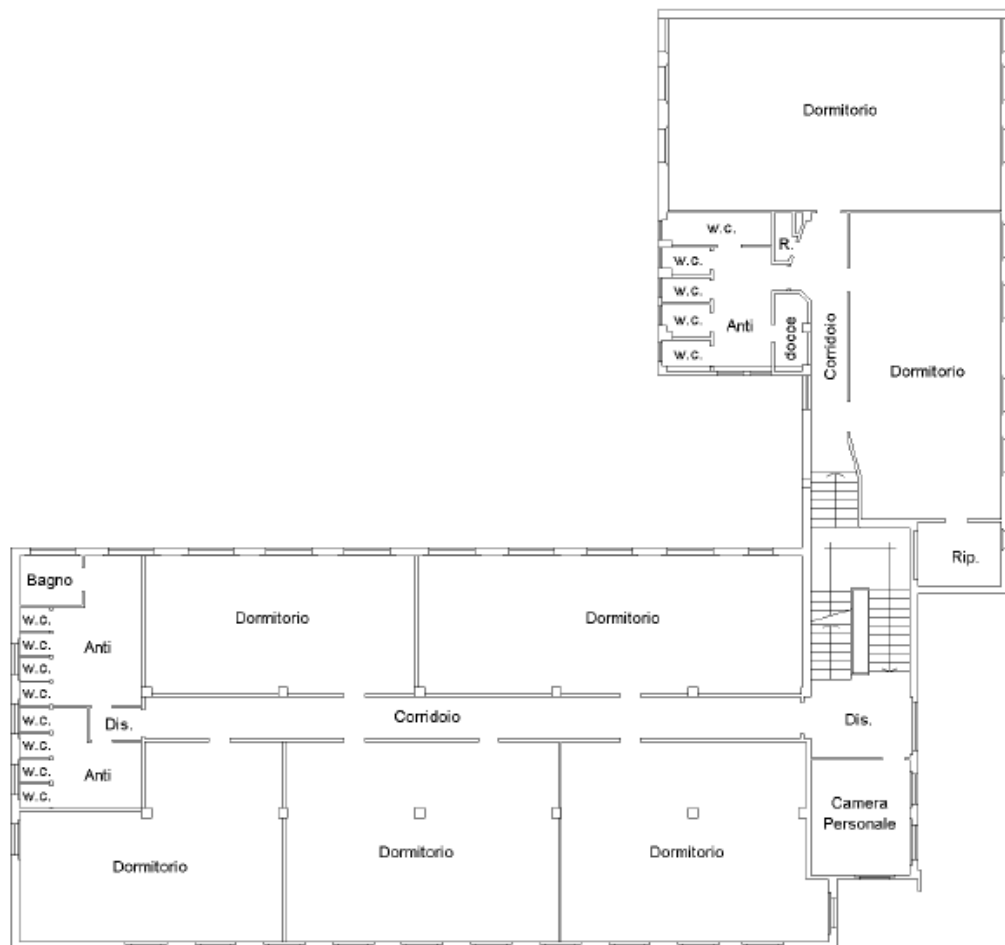 Dormitorio
w.c.
R.
w.c.
w.c.
w.c.
Anti
docce
Corridoio
w.c.
Dormitorio
Rip.
Bagno
w.c.
Dormitorio
Dormitorio
w.c.
Anti
w.c.
w.c.
w.c.
Dis.
Corridoio
Dis.
w.c.
w.c.
Anti
w.c.
Camera
Personale
Dormitorio
Dormitorio
Dormitorio